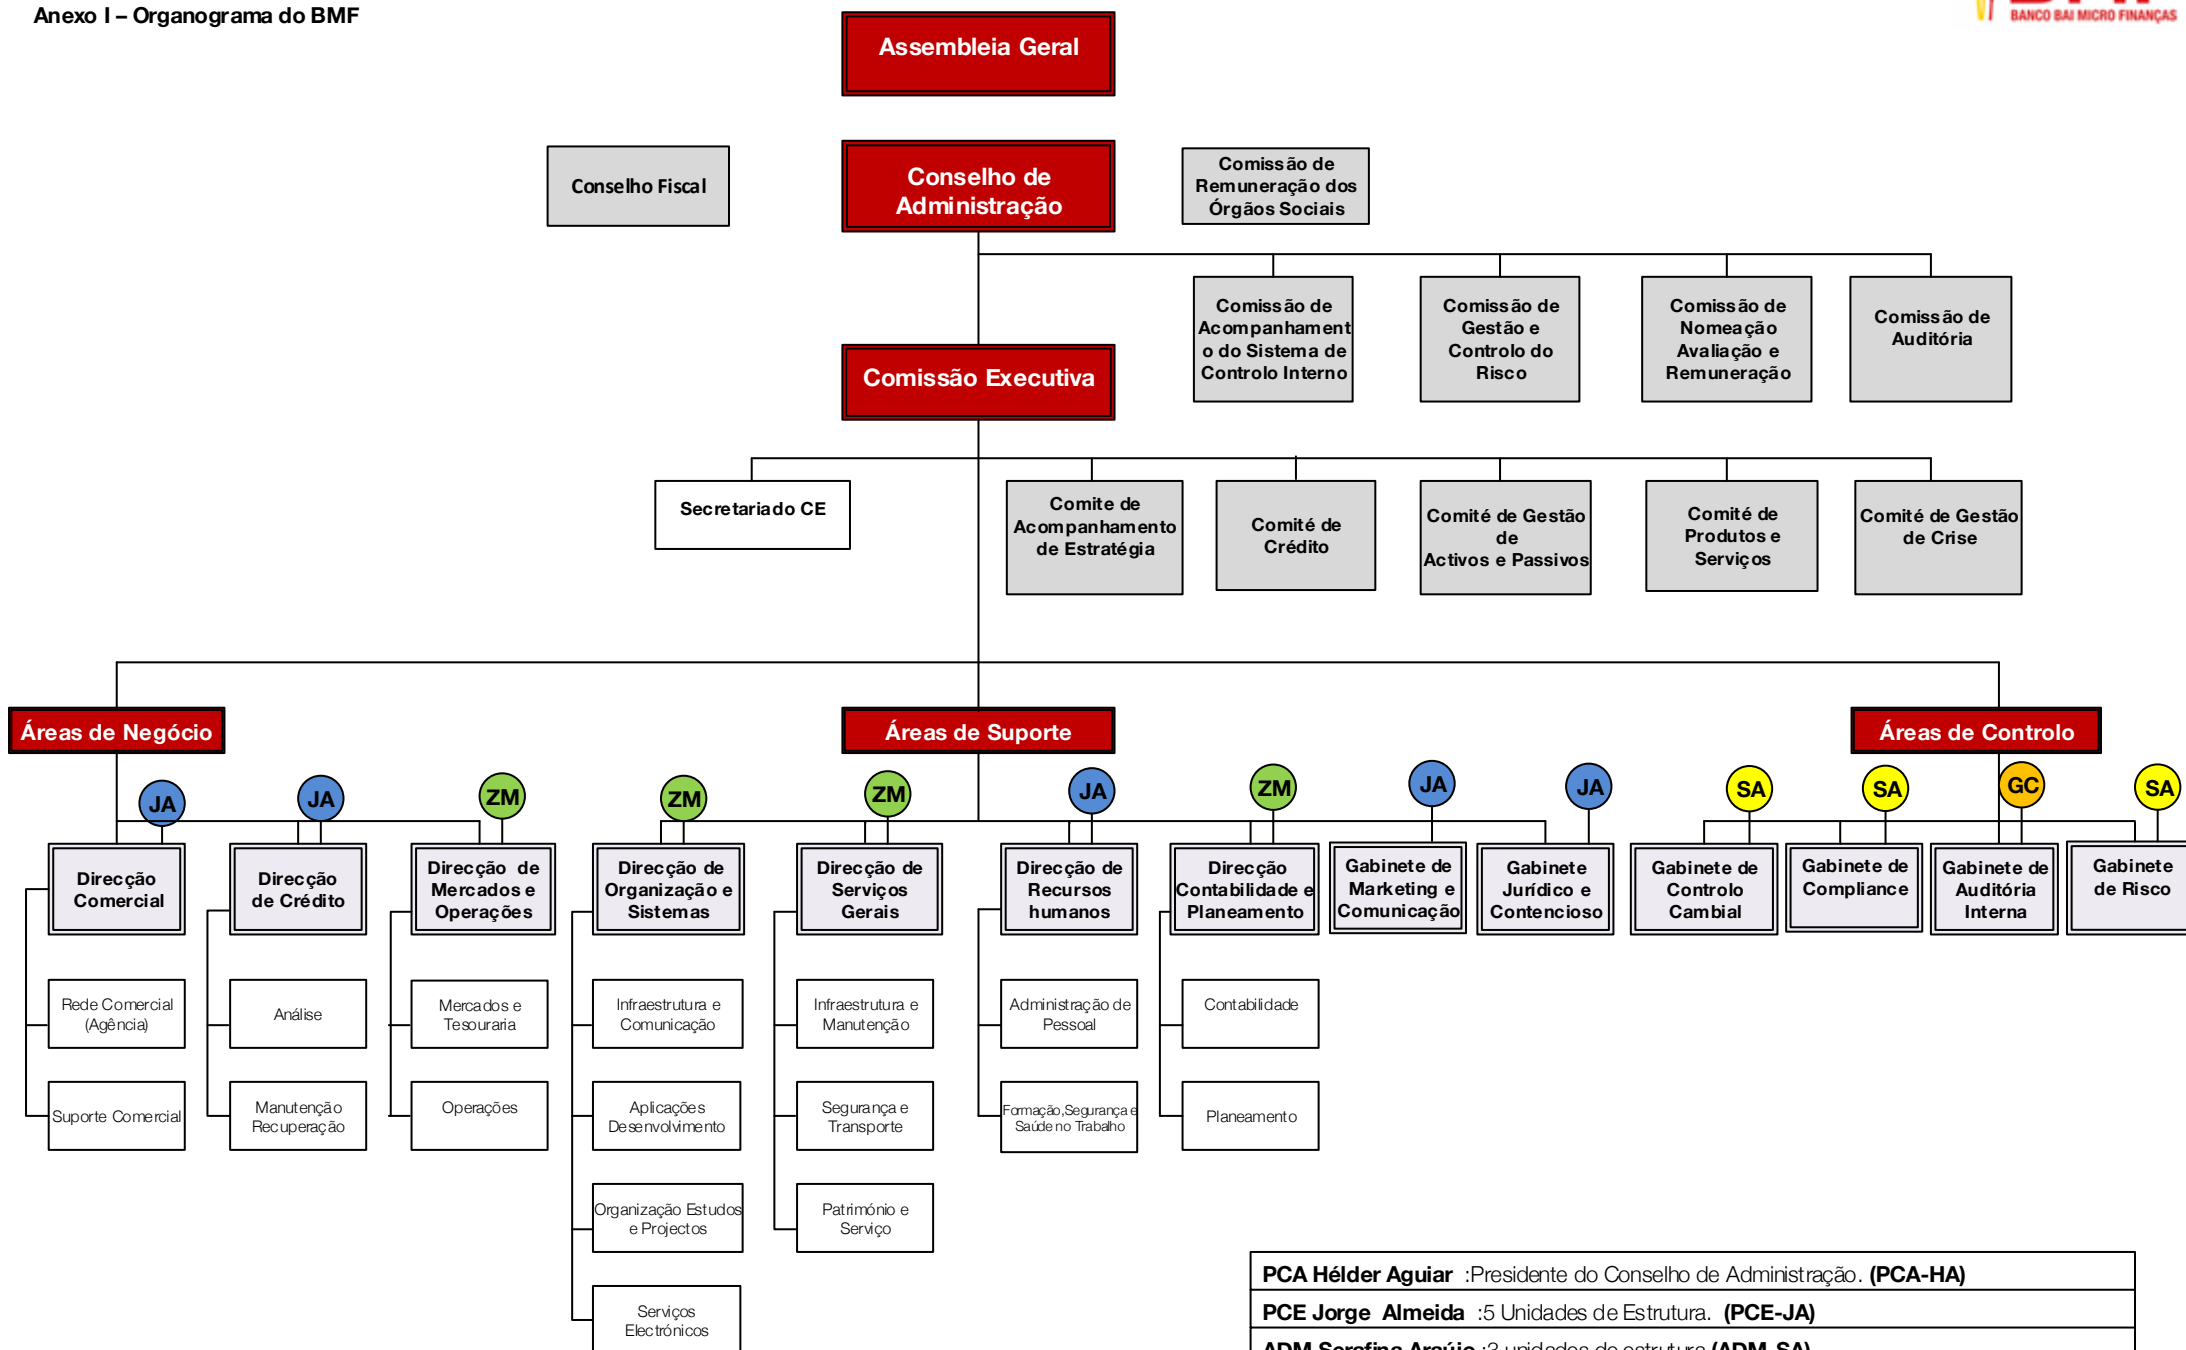 Anexo I – Organograma do BMF
BANCO BAI MICRO FINANÇAS
Assembleia Geral
Conselho Fiscal
Conselho de
Administração
Comissão de
Remuneração dos
Órgãos Sociais
Comissão de
Acompanhament
o do Sistema de
Controlo Interno
Comissão de
Gestão e
Controlo do
Risco
Comissão de
Nomeação
Avaliação e
Remuneração
Comissão de
Auditória
Comissão Executiva
Secretariado CE
Comite de
Acompanhamento
de Estratégia
Comité de
Crédito
Comité de Gestão
de
Activos e Passivos
Comité de
Produtos e
Serviços
Comité de Gestão
de Crise
Áreas de Negócio
Áreas de Suporte
Áreas de Controlo
JA
JA
ZM
ZM
ZM
JA
ZM
JA
JA
SA
SA
GC
SA
Direcção
Comercial
Direcção
de Crédito
Direcção de
Mercados e
Operações
Direcção de
Organização e
Sistemas
Direcção de
Serviços
Gerais
Direcção de
Recursos
humanos
Direcção
Contabilidade e
Planeamento
Gabinete de
Marketing e
Comunicação
Gabinete
Jurídico e
Contencioso
Gabinete de
Controlo
Cambial
Gabinete de
Compliance
Gabinete de
Auditória
Interna
Gabinete
de Risco
Rede Comercial
(Agência)
Análise
Mercados e
Tesouraria
Infraestrutura e
Comunicação
Infraestrutura e
Manutenção
Administração de
Pessoal
Contabilidade
Suporte Comercial
Manutenção
Recuperação
Operações
Aplicações
Desenvolvimento
Segurança e
Transporte
Formação,Segurança e
Saúde no Trabalho
Planeamento
Organização Estudos
e Projectos
Património e
Serviço
Serviços
Electrónicos
PCA Hélder Aguiar :Presidente do Conselho de Administração. (PCA-HA)
PCE Jorge Almeida :5 Unidades de Estrutura. (PCE-JA)
ADM Serafina Araújo :3 unidades de estrutura (ADM-SA)